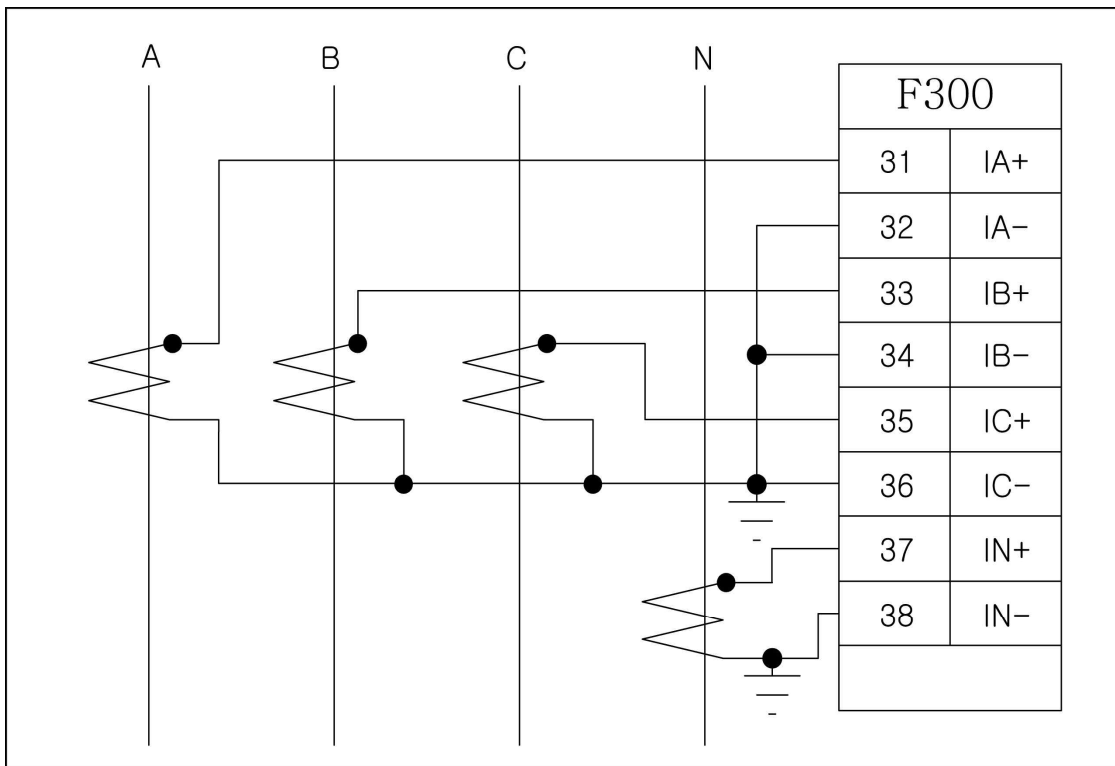 A B C N
F300
31 IA+
32 IA-
33 IB+
34 IB-
35 IC+
36 IC-
37 IN+
38 IN-